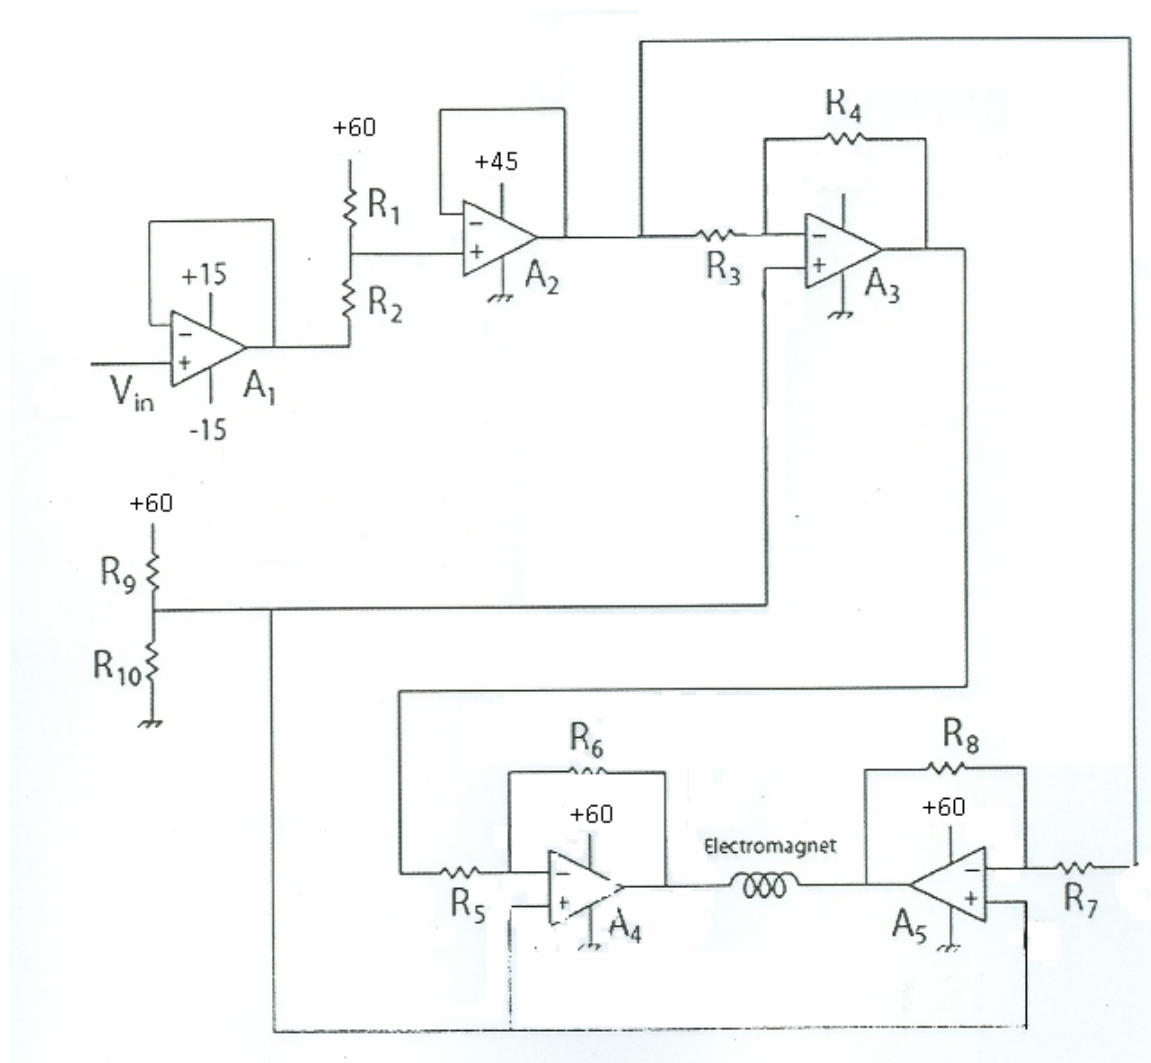 +60
R1
R2
+45
A2
R3
R4
A3
+15
Vin
A1
-15
+60
R9
R10
R6
+60
R5
A4
Electromagnet
R8
+60
A5
R7